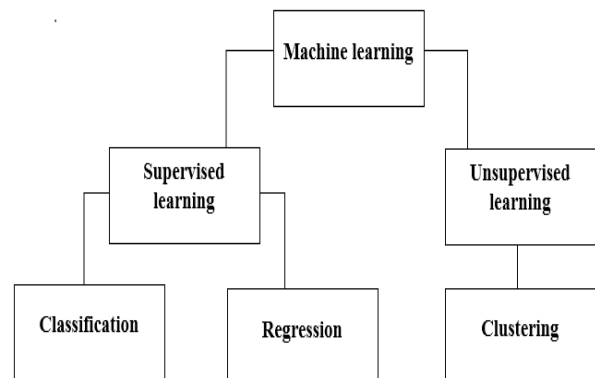 Machine learning
Supervised
learning
Unsupervised
learning
Classification
Regression
Clustering